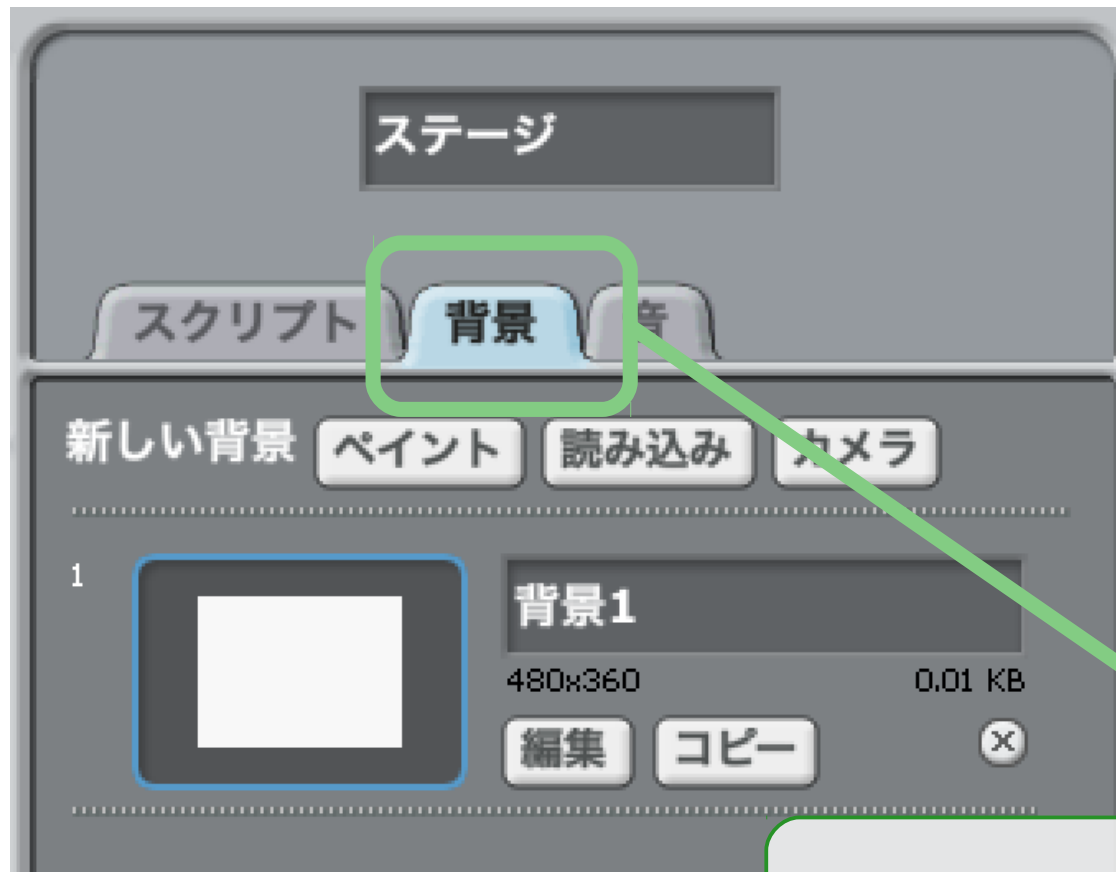 ステージ
スクリプト 背景 音
新しい背景 ペイント 読み込み カメラ
1 背景1
480x360 0.01 KB
編集 コピー